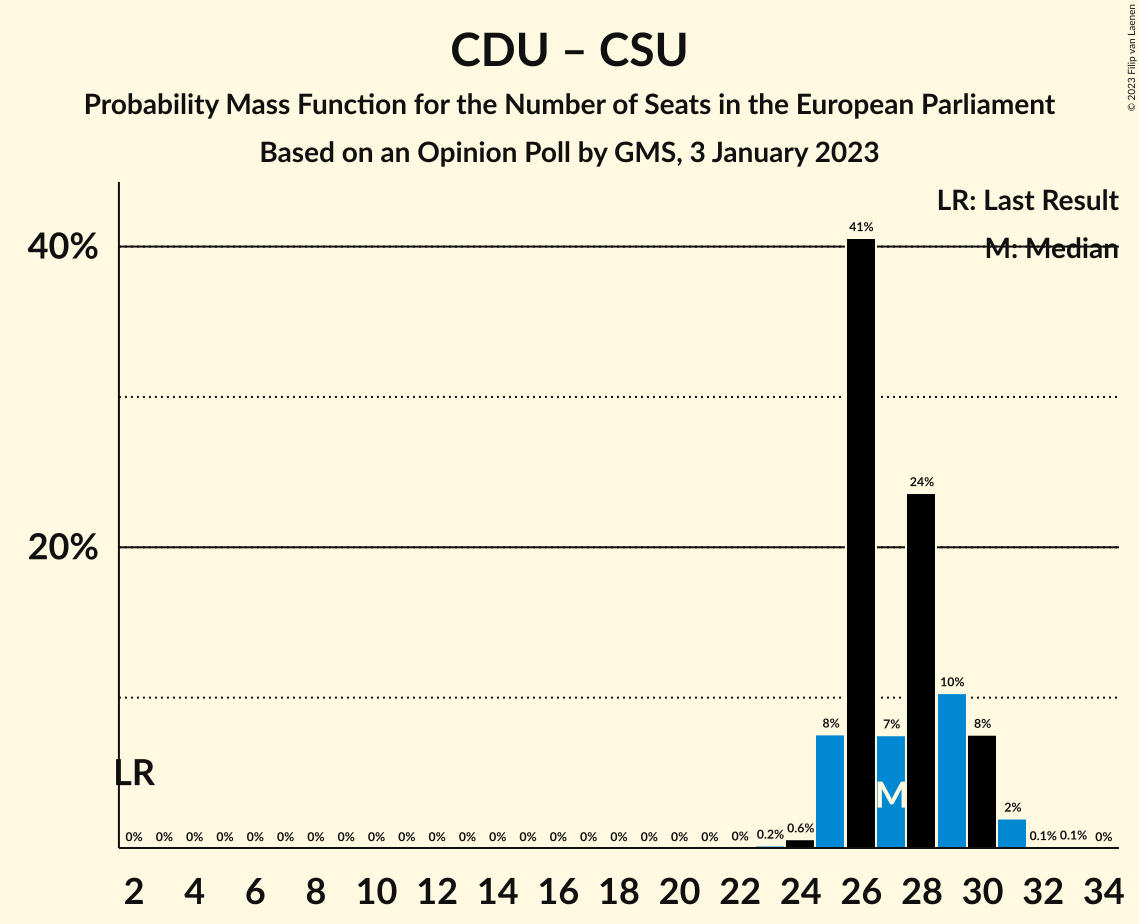 © 2023 Filip van Laenen
CDU – CSU
Probability Mass Function for the Number of Seats in the European Parliament
Based on an Opinion Poll by GMS, 3 January 2023
LR: Last Result
M: Median
40%
20%
41%
24%
10%
8% 7% 8%
2%
LR
M
0% 0% 0% 0% 0% 0% 0% 0% 0% 0% 0% 0% 0% 0% 0% 0% 0% 0% 0% 0% 0% 0.2% 0.6% 0.1% 0.1% 0%
2 4 6 8 10 12 14 16 18 20 22 24 26 28 30 32 34